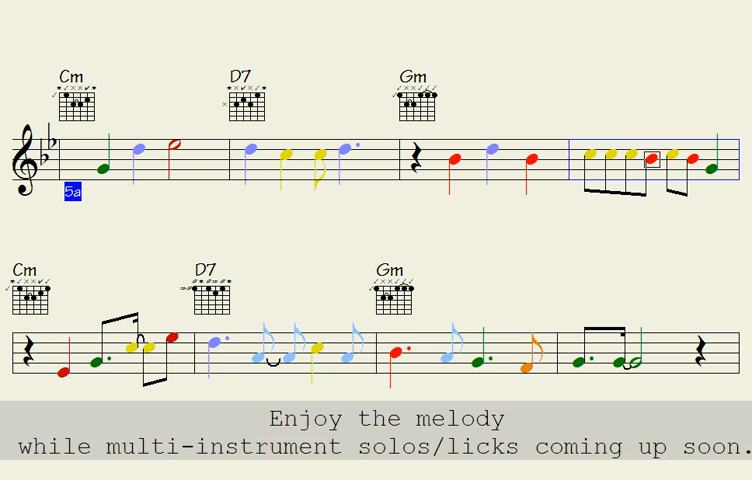 Cm D7 Gm
5a
Cm D7 Gm
Enjoy the melody
while multi-instrument solos/licks coming up soon.